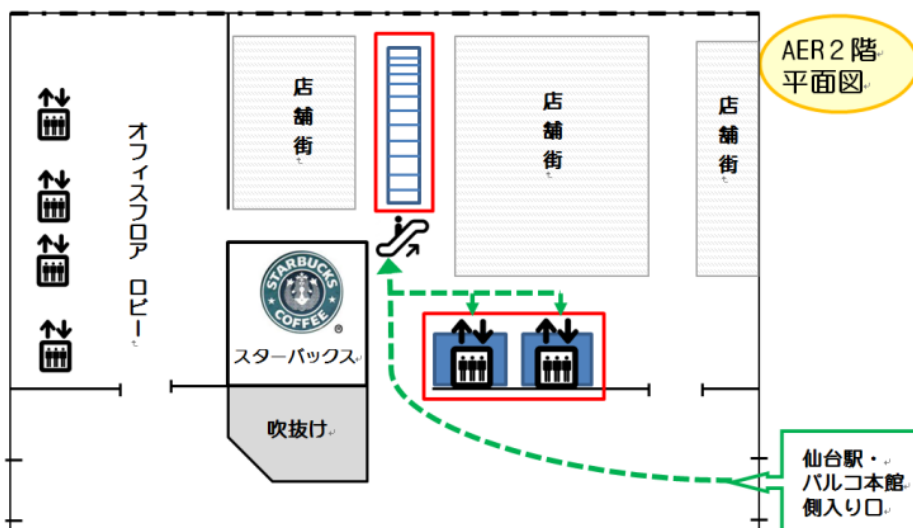 AER2階
平面図
店
舗
街
店
舗
街
店
舗
街
オフィスフロア ロビー
STARBUCKS
COFFEE
®
スターバックス
吹抜け
仙台駅・
パルコ本館
側入り口